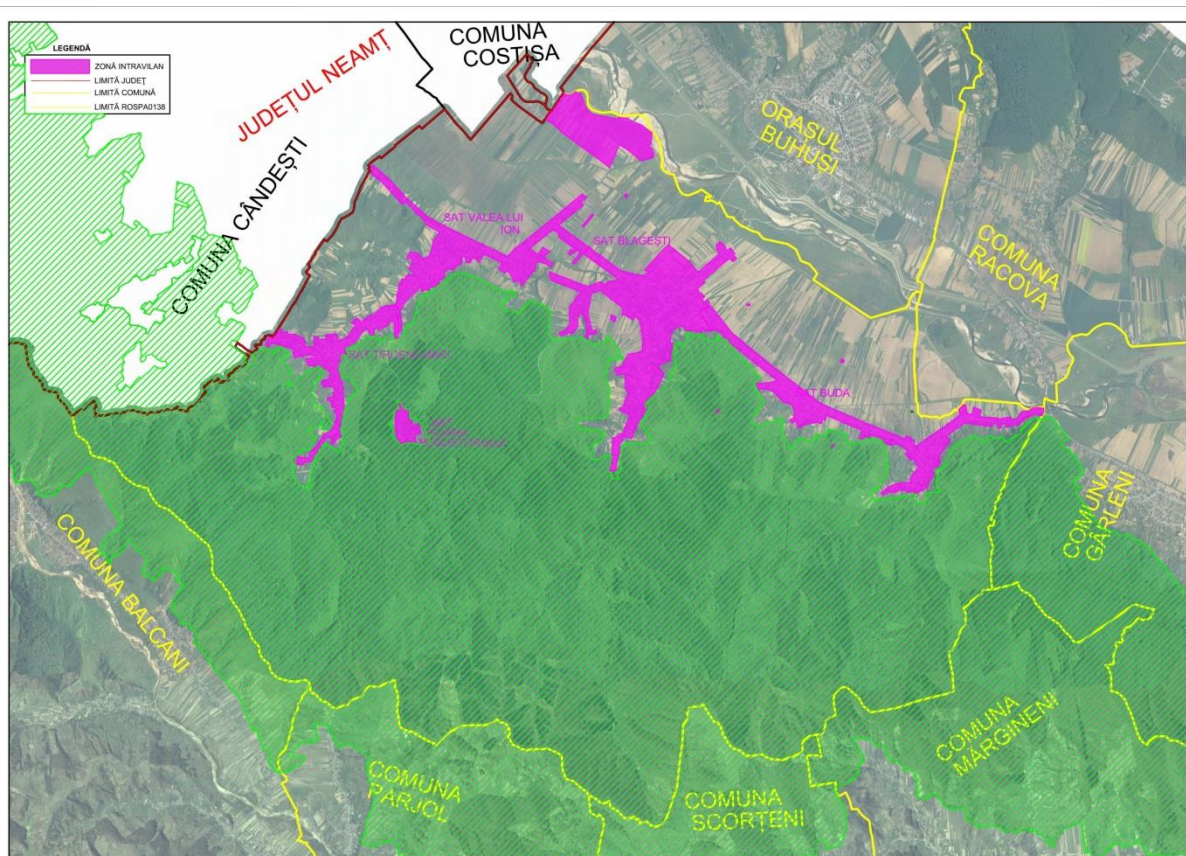 LEGENDĂ
ZONĂ INTRAVILAN
LIMITĂ JUDEȚ
LIMITĂ COMUNĂ
LIMITĂ ROSPA0138
JUDEȚUL NEAMȚ
COMUNA
COSTIȘA
COMUNA CÂNDEȘTI
ORAȘUL
BUHUȘI
COMUNA
RACOVA
SAT VALEA LUI
ION
SAT BLAGEȘTI
SAT BUDA
COMUNA
GÂRLENI
COMUNA BALCANI
COMUNA
PARJOL
COMUNA
SCORȚENI
COMUNA
MĂRGINENI